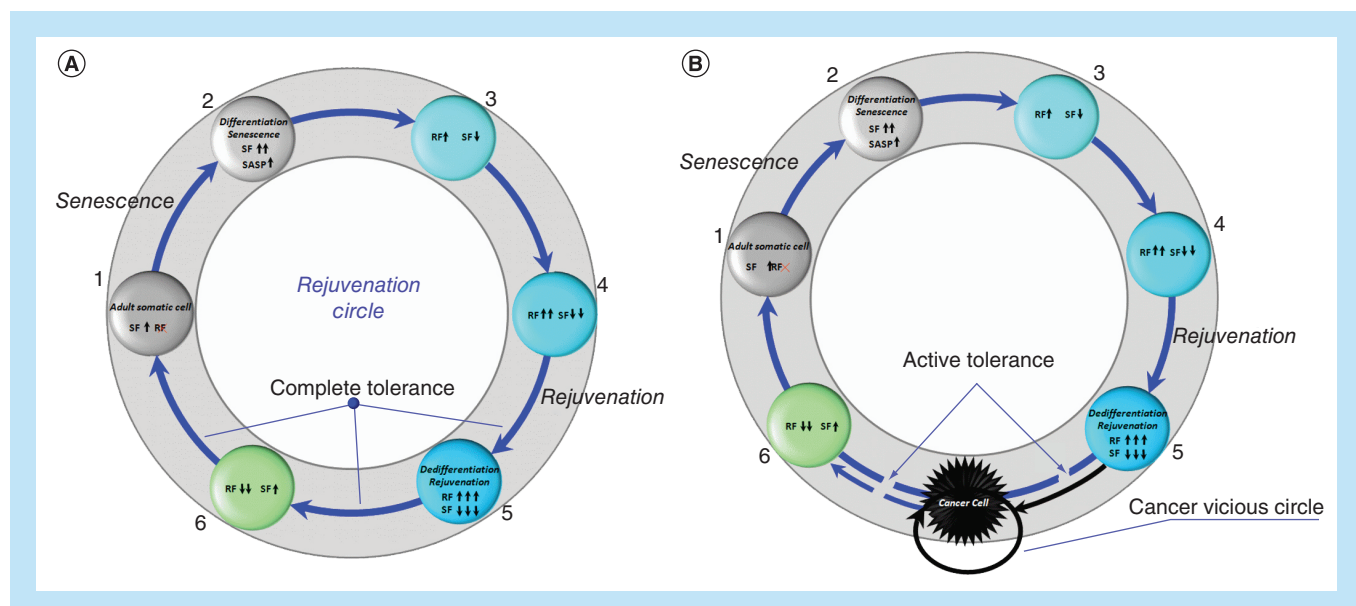 A
2
Differentiation
Senescence
SF ↑↑
SASP ↑
3
RF↑ SF↓
Senescence
1
Adult somatic cell
SF ↑ RF
Rejuvenation
circle
4
RF↑↑ SF↓↓
Complete tolerance
Rejuvenation
Dedifferentiation
Rejuvenation
RF ↑↑↑
SF ↓↓↓
5
RF ↓↓ SF↑
6
B
2
Differentiation
Senescence
SF ↑↑
SASP↑
3
RF↑ SF↓
Senescence
1
Adult somatic cell
SF ↑RF×
4
RF↑↑ SF↓↓
Active tolerance
Rejuvenation
Dedifferentiation
Rejuvenation
RF ↑↑↑
SF ↓↓↓
5
RF ↓↓ SF↑
6
Cancer Cell
Cancer vicious circle